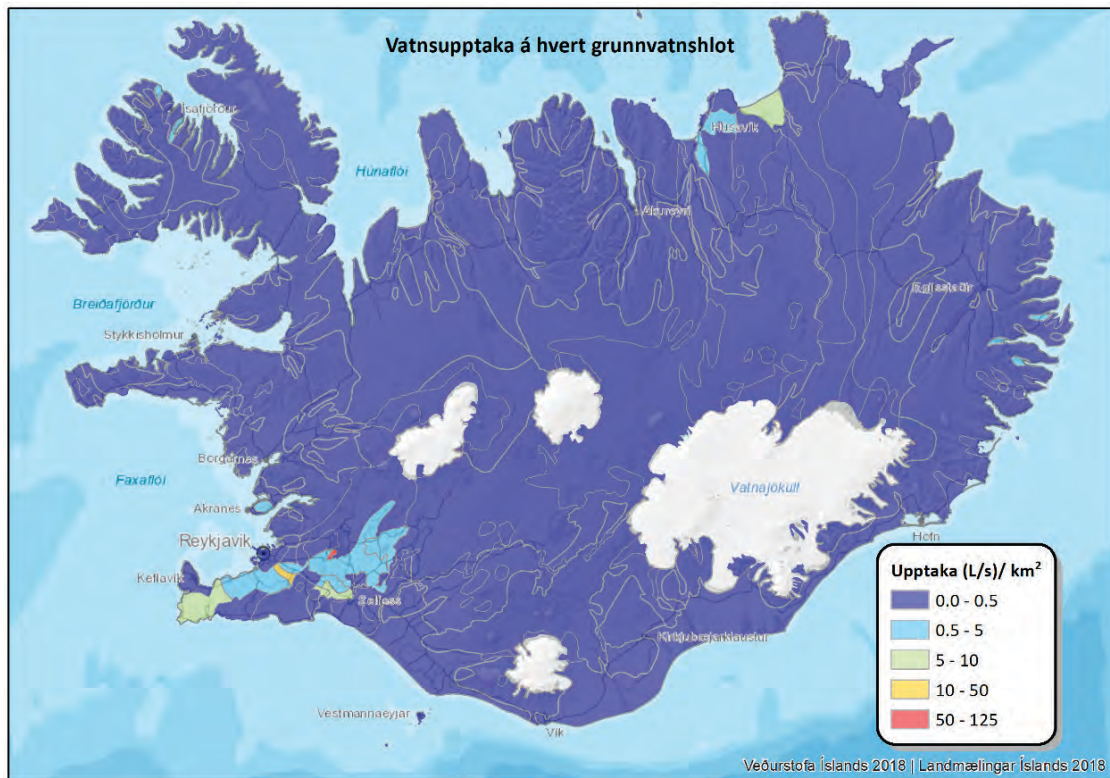 Vatnsupptaka á hvert grunnvatnshlot
Ísafjörður
Húsavík
Húnaflói
Akureyri
Breiðafjörður
Egilsstaðir
Stykkisholmur
Borgarnes
Faxaflói
Vatnajökull
Akranes
Reykjavik
Höfn
Keflavík
Selfoss
Kirkjubæjarklaustur
Vestmannaeyjar
Vík
Upptaka (L/s)/ km²
0.0 - 0.5
0.5 - 5
5 - 10
10 - 50
50 - 125
Veðurstofa Íslands 2018 | Landmælingar Íslands 2018